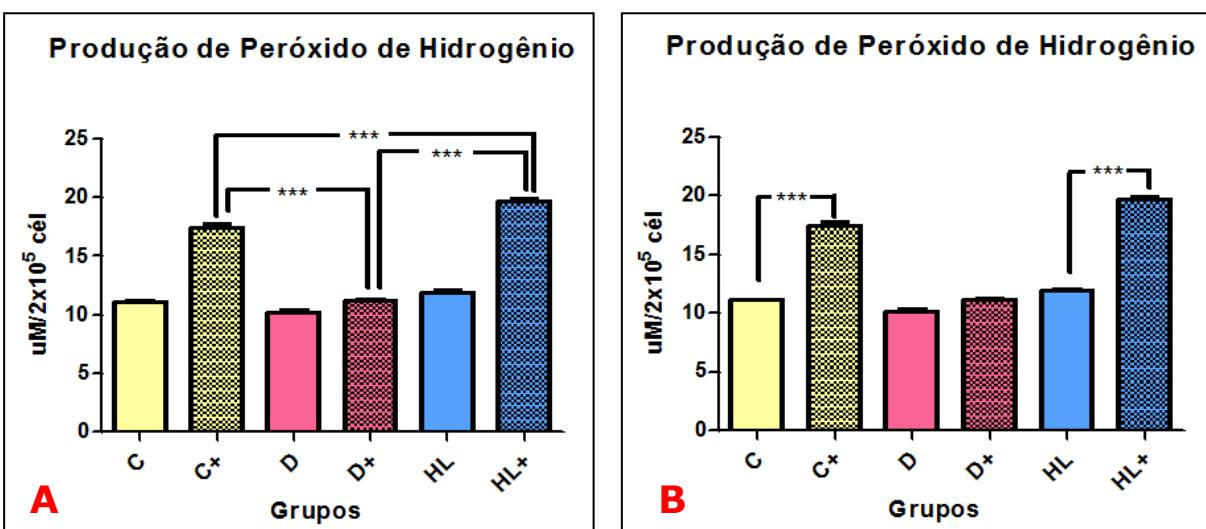 Produção de Peróxido de Hidrogênio
uM/2x10⁵ cél
25
20
15
10
5
0
***
***
***
C
C+
D
D+
HL
HL+
Grupos
A
Produção de Peróxido de Hidrogênio
uM/2x10⁵ cél
25
20
15
10
5
0
***
***
C
C+
D
D+
HL
HL+
Grupos
B